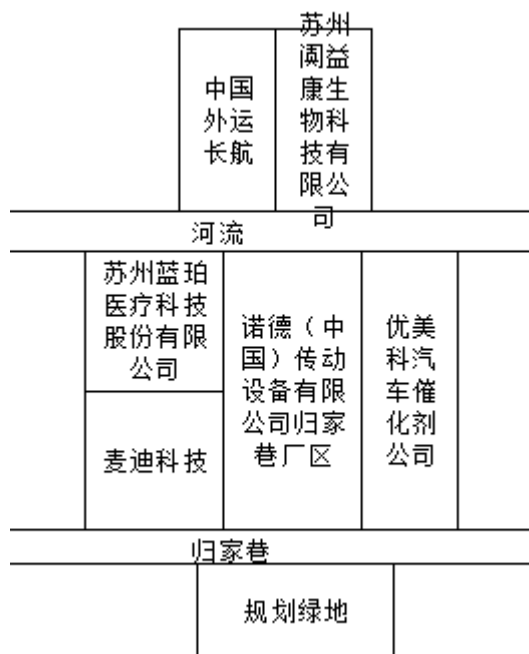 中国
外运
长航
苏州
阗益
康生
物科
技有
限公
司
河流
苏州蓝珀
医疗科技
股份有限
公司
麦迪科技
诺德（中
国）传动
设备有限
公司归家
巷厂区
优美
科汽
车催
化剂
公司
归家巷
规划绿地